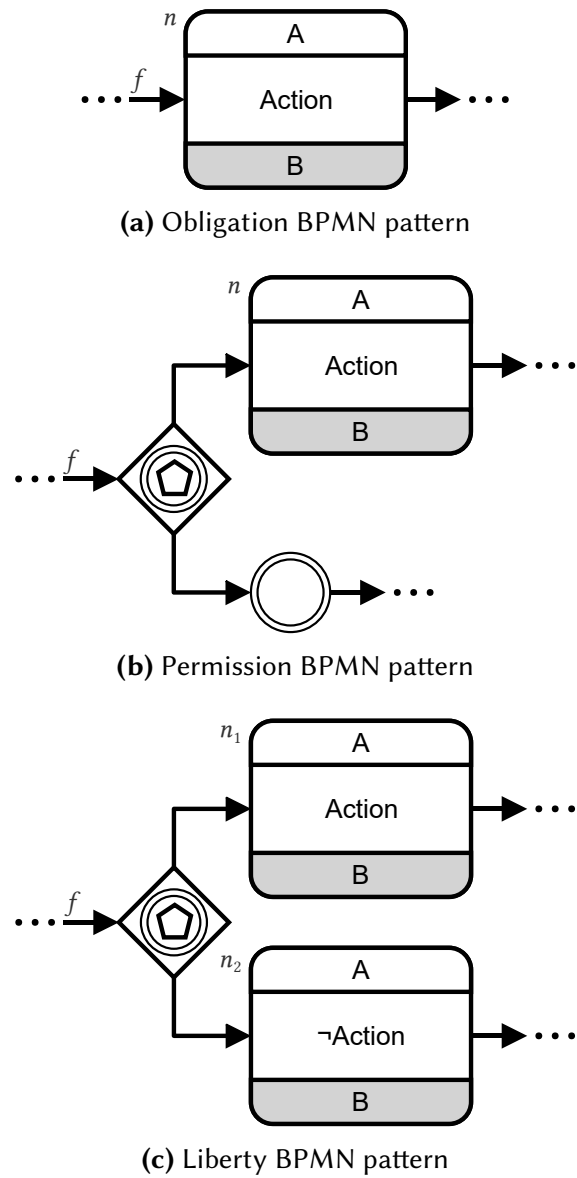 n
A
f
Action
B
(a) Obligation BPMN pattern
n
A
Action
B
f
(b) Permission BPMN pattern
n₁
A
Action
B
f
n₂
A
¬Action
B
(c) Liberty BPMN pattern